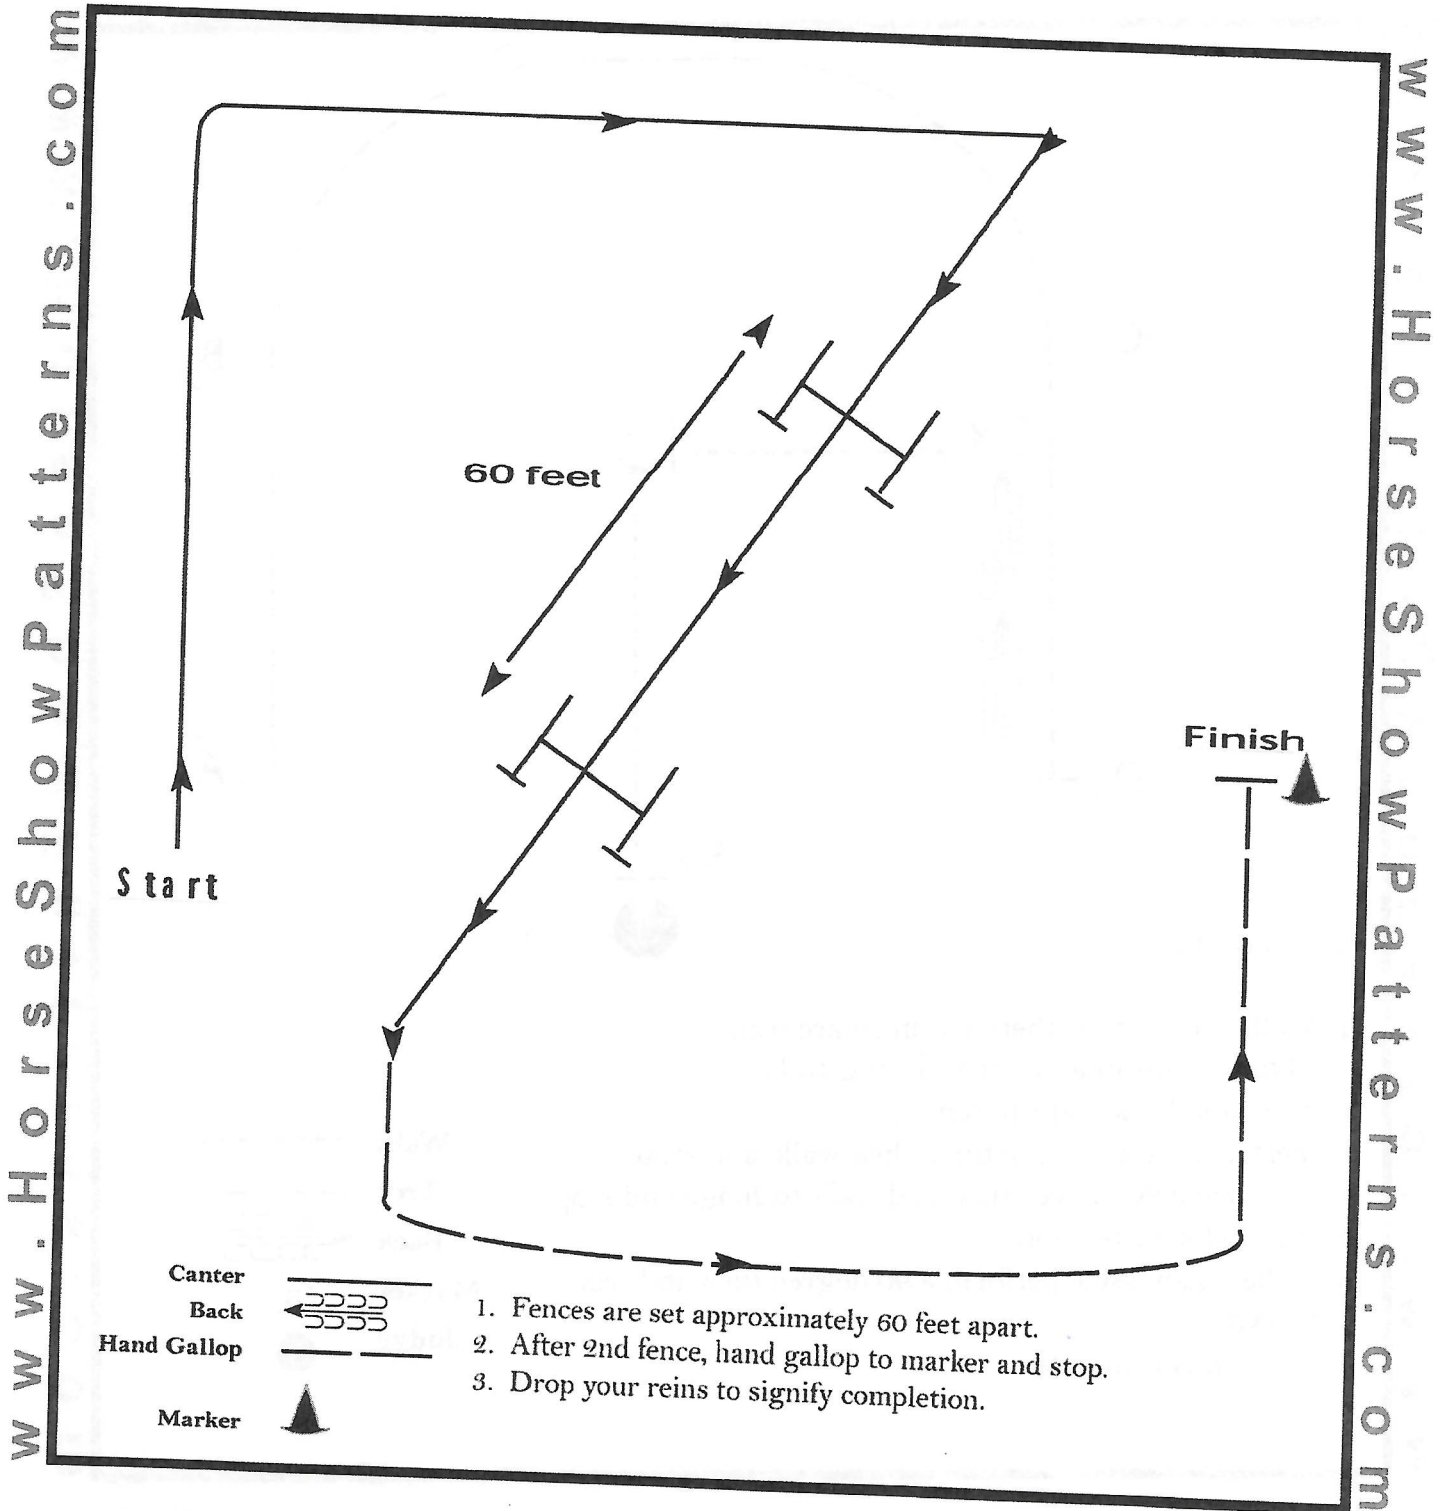 www.HorseShowPatterns.com
www.HorseShowPatterns.com
60 feet
Finish
Start
Canter
Back
Hand Gallop
Marker
1. Fences are set approximately 60 feet apart.
2. After 2nd fence, hand gallop to marker and stop.
3. Drop your reins to signify completion.